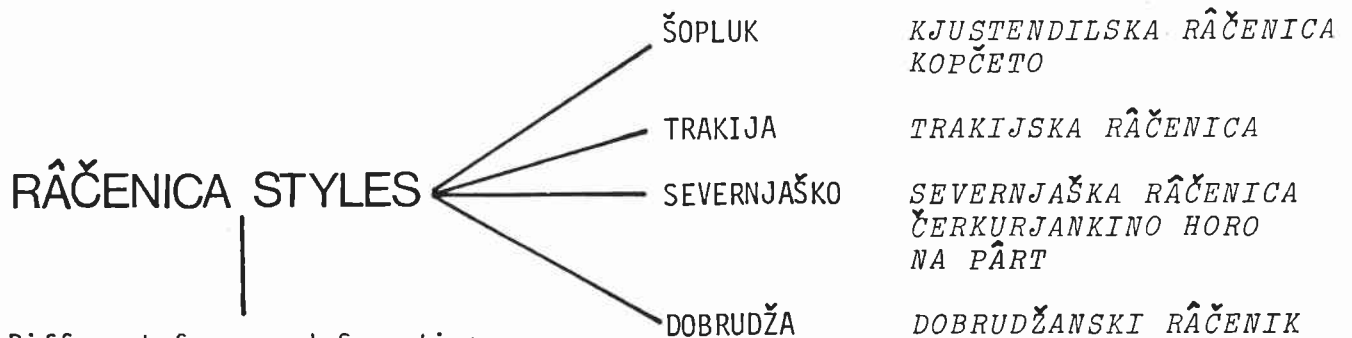 ŠOPLUK KJUSTENDILSKA RÂČENICA
KOPČETO
TRAKIJA TRAKIJSKA RÂČENICA
RÂČENICA STYLES
SEVERNJAŠKO SEVERNJAŠKA RÂČENICA
ČERKURJANKINO HORO
NA PÂRT
DOBRUDŽA DOBRUDŽANSKI RÂČENIK